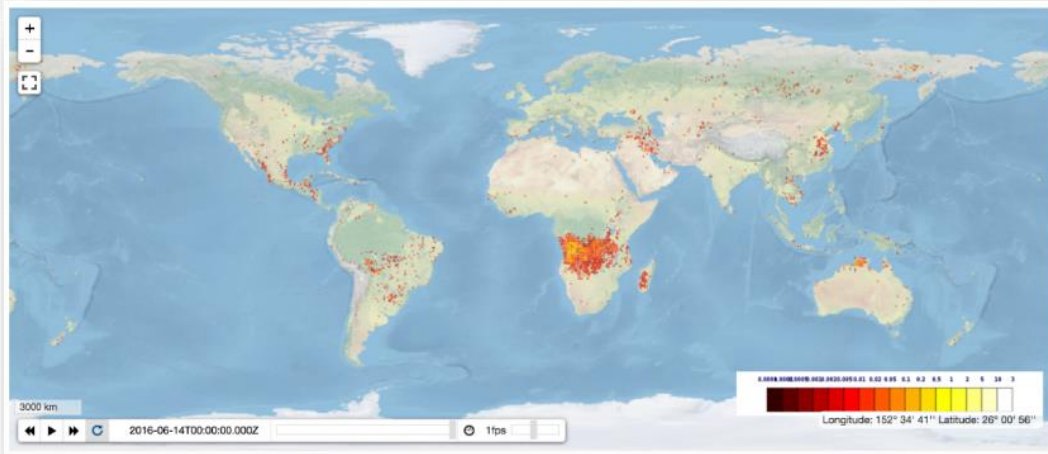 +
−
0.01 0.02 0.05 0.1 0.2 0.5 1 2 5 10 3
Longitude: 152° 34' 41'' Latitude: 26° 00' 56''
3000 km
2016-06-14T00:00:00.000Z 1fps